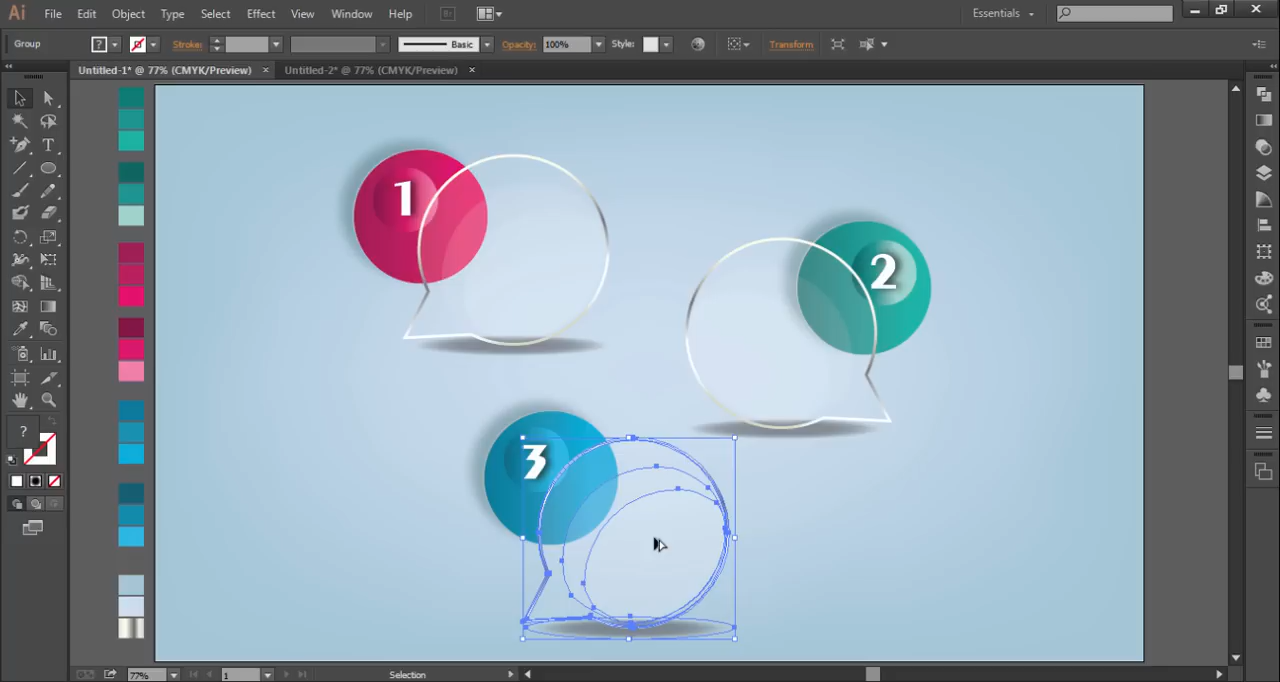 Ai File Edit Object Type Select Effect View Window Help Br Essentials
Group ? Stroke: Basic Opacity: 100% Style: Transform
Untitled-1* @ 77% (CMYK/Preview) × Untitled-2* @ 77% (CMYK/Preview) ×
T
1
2
3
?
77% 1 Selection